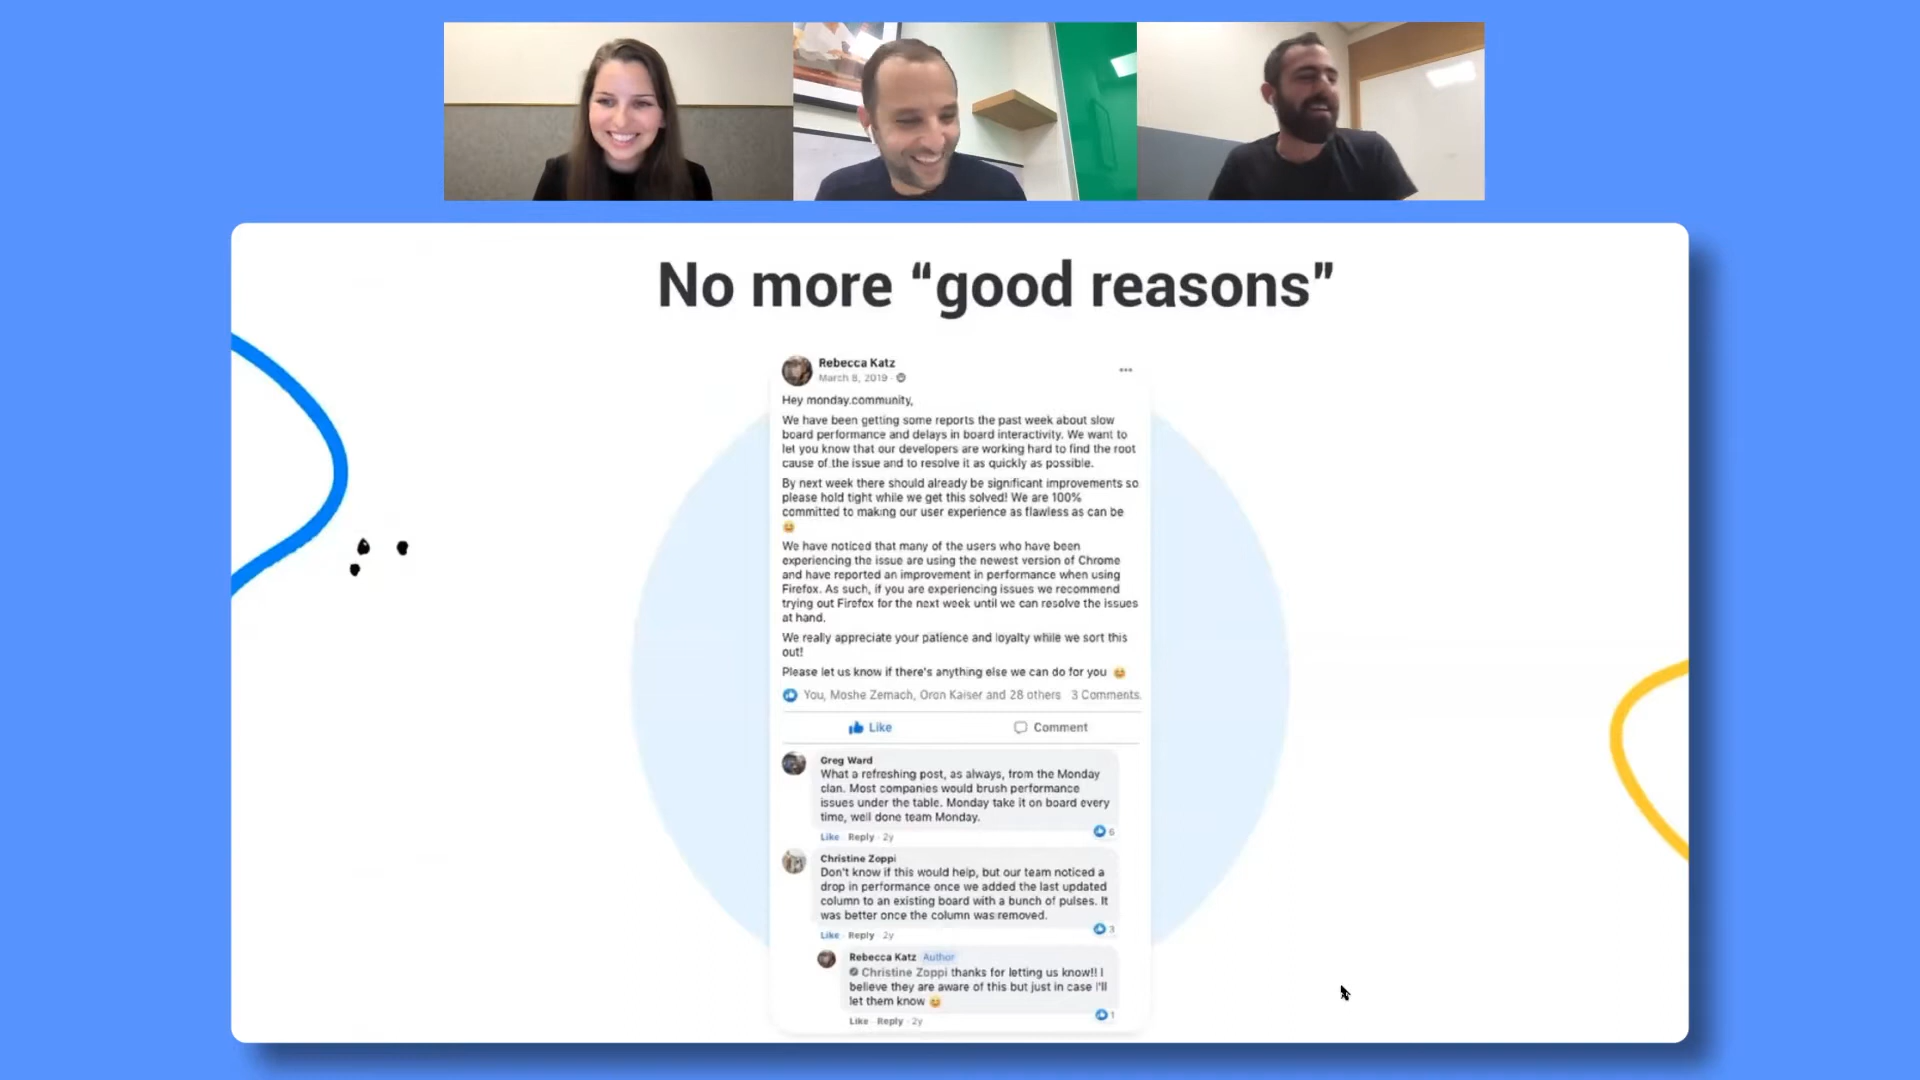 No more “good reasons”
Rebecca Katz
March 8, 2019 ·
Hey monday.community,
We have been getting some reports the past week about slow
board performance and delays in board interactivity. We want to
let you know that our developers are working hard to find the root
cause of the issue and to resolve it as quickly as possible.
By next week there should already be significant improvements so
please hold tight while we get this solved! We are 100%
committed to making our user experience as flawless as can be
😄
We have noticed that many of the users who have been
experiencing the issue are using the newest version of Chrome
and have reported an improvement in performance when using
Firefox. As such, if you are experiencing issues we recommend
trying out Firefox for the next week until we can resolve the issues
at hand.
We really appreciate your patience and loyalty while we sort this
out!
Please let us know if there's anything else we can do for you 😄
You, Moshe Zemach, Oron Kaiser and 28 others 3 Comments
Like Comment
Greg Ward
What a refreshing post, as always, from the Monday
clan. Most companies would brush performance
issues under the table. Monday take it on board every
time, well done team Monday.
6
Like · Reply · 2y
Christine Zoppi
Don't know if this would help, but our team noticed a
drop in performance once we added the last updated
column to an existing board with a bunch of pulses. It
was better once the column was removed.
3
Like · Reply · 2y
Rebecca Katz Author
Christine Zoppi thanks for letting us know!! I
believe they are aware of this but just in case I'll
let them know 😄
1
Like · Reply · 2y